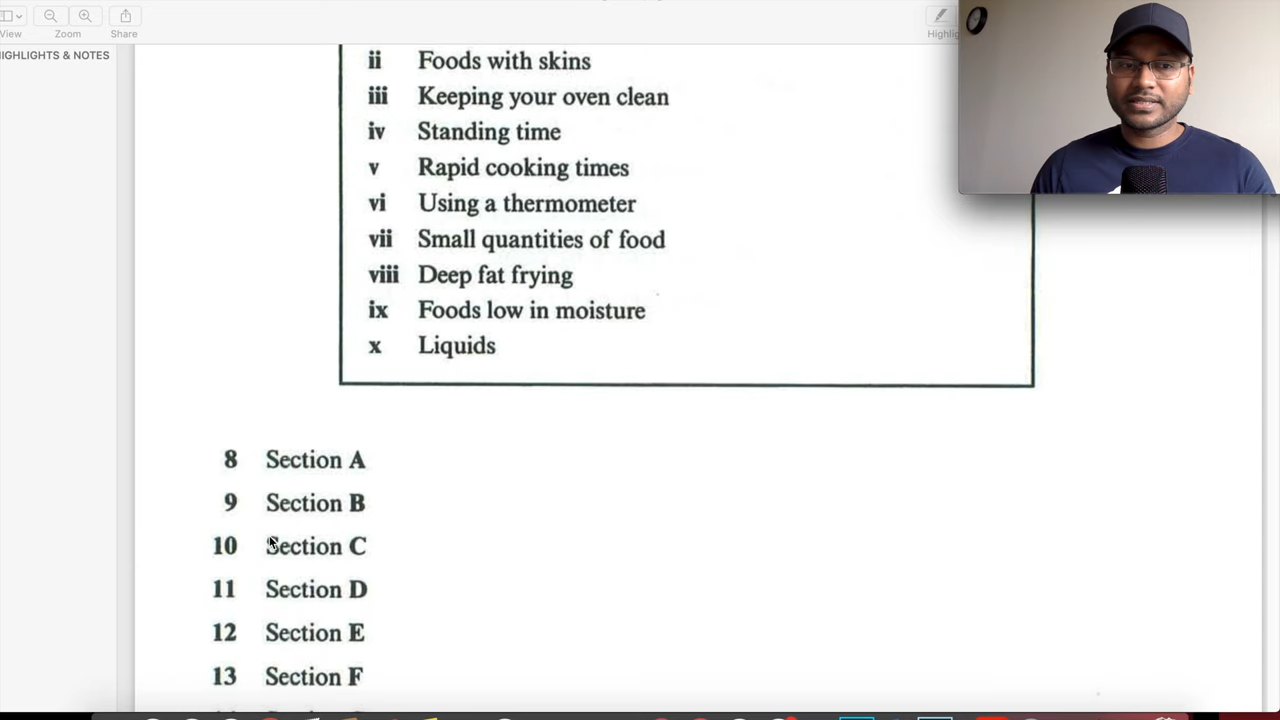 View
Zoom
Share
HIGHLIGHTS & NOTES
ii Foods with skins
iii Keeping your oven clean
iv Standing time
v Rapid cooking times
vi Using a thermometer
vii Small quantities of food
viii Deep fat frying
ix Foods low in moisture
x Liquids
8 Section A
9 Section B
10 Section C
11 Section D
12 Section E
13 Section F